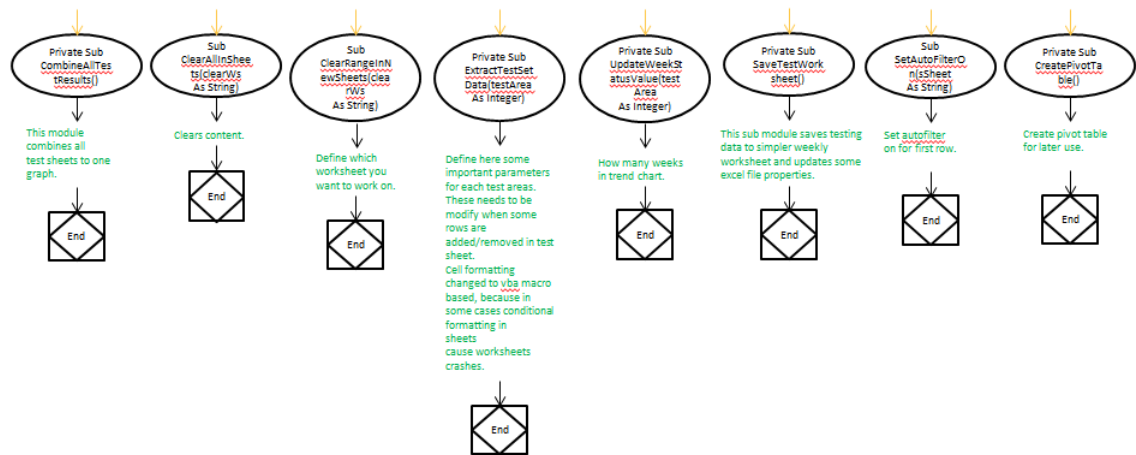 Private Sub
CombineAllTes
tResults()
This module
combines all
test sheets to one
graph.
End
Sub
ClearAllInShee
ts(clearWs
As String)
Clears content.
End
Sub
ClearRangeInN
ewSheets(clea
rWs
As String)
Define which
worksheet you
want to work on.
End
Private Sub
ExtractTestSet
Data(testArea
As Integer)
Define here some
important parameters
for each test areas.
These needs to be
modify when some
rows are
added/removed in test
sheet.
Cell formatting
changed to vba macro
based, because in
some cases conditional
formatting in
sheets
cause worksheets
crashes.
End
Private Sub
UpdateWeekSt
atusValue(test
Area
As Integer)
How many weeks
in trend chart.
End
Private Sub
SaveTestWork
sheet()
This sub module saves testing
data to simpler weekly
worksheet and updates some
excel file properties.
End
Sub
SetAutoFilterO
n(sSheet
As String)
Set autofilter
on for first row.
End
Private Sub
CreatePivotTa
ble()
Create pivot table
for later use.
End